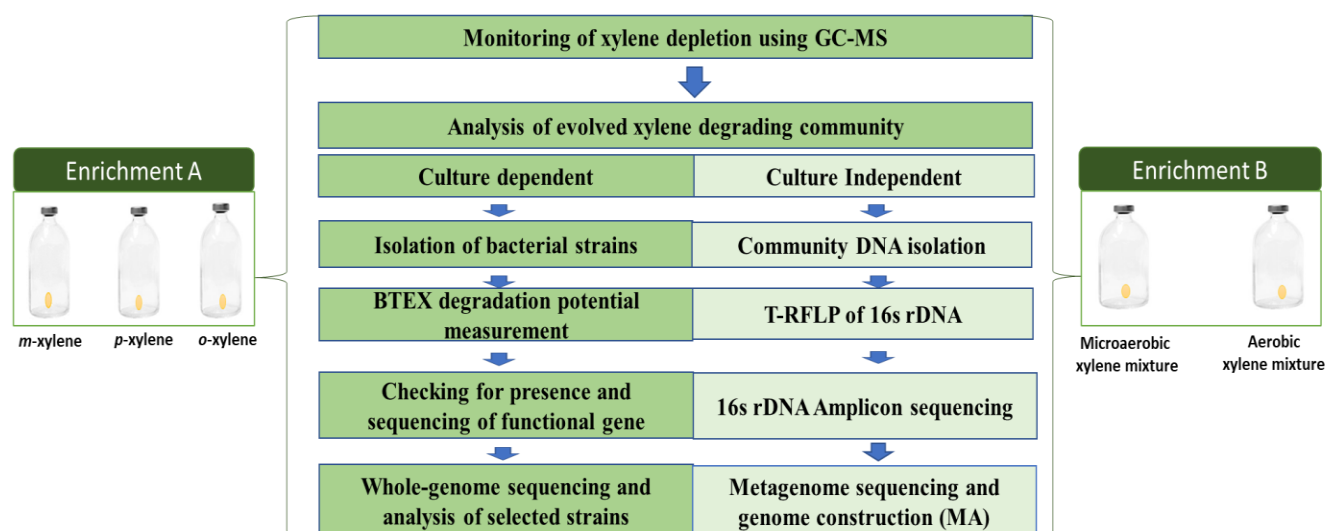 Monitoring of xylene depletion using GC-MS
Analysis of evolved xylene degrading community
Enrichment A
m-xylene
p-xylene
o-xylene
Culture dependent
Isolation of bacterial strains
BTEX degradation potential
measurement
Checking for presence and
sequencing of functional gene
Whole-genome sequencing and
analysis of selected strains
Culture Independent
Community DNA isolation
T-RFLP of 16s rDNA
16s rDNA Amplicon sequencing
Metagenome sequencing and
genome construction (MA)
Enrichment B
Microaerobic
xylene mixture
Aerobic
xylene mixture